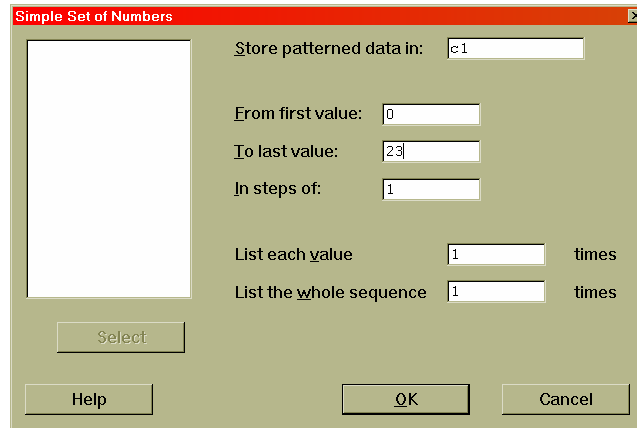 Simple Set of Numbers
Store patterned data in: c1
From first value: 0
To last value: 23
In steps of: 1
List each value 1 times
List the whole sequence 1 times
Select
Help OK Cancel